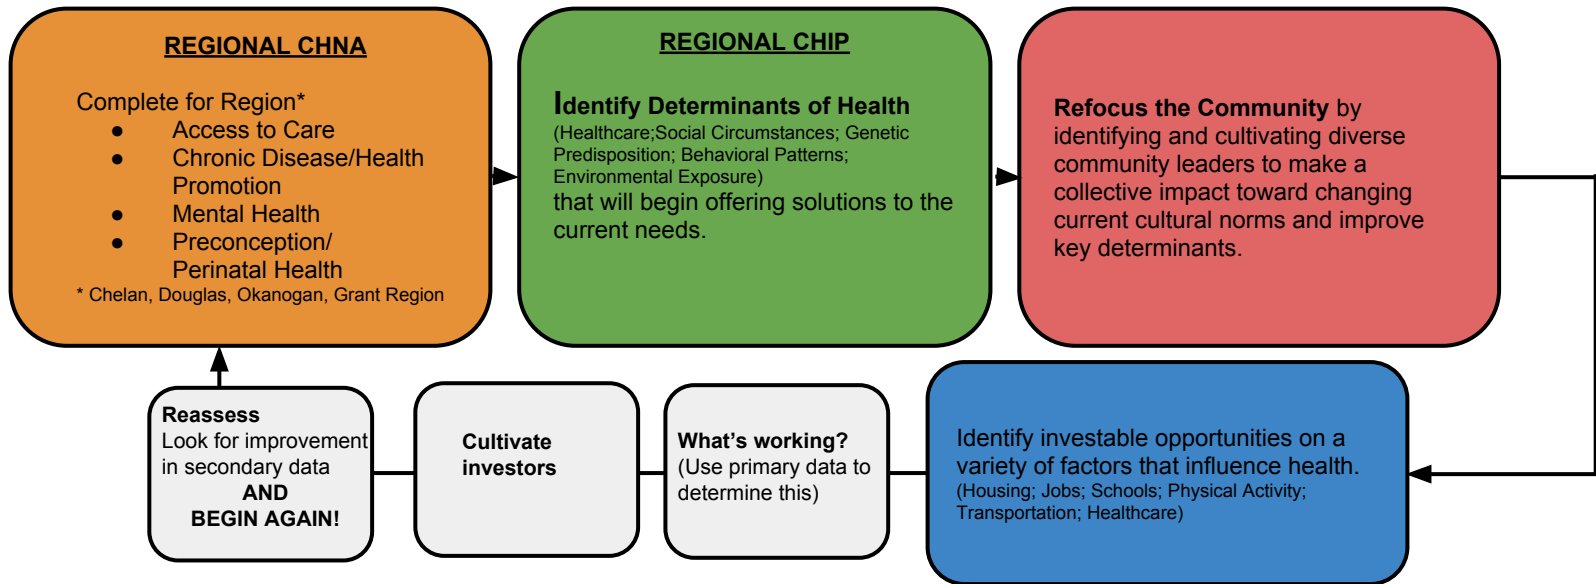 REGIONAL CHNA
Complete for Region*
● Access to Care
● Chronic Disease/Health
Promotion
● Mental Health
● Preconception/
Perinatal Health
* Chelan, Douglas, Okanogan, Grant Region
REGIONAL CHIP
Identify Determinants of Health
(Healthcare;Social Circumstances; Genetic
Predisposition; Behavioral Patterns;
Environmental Exposure)
that will begin offering solutions to the
current needs.
Refocus the Community by
identifying and cultivating diverse
community leaders to make a
collective impact toward changing
current cultural norms and improve
key determinants.
Identify investable opportunities on a
variety of factors that influence health.
(Housing; Jobs; Schools; Physical Activity;
Transportation; Healthcare)
What's working?
(Use primary data to
determine this)
Cultivate
investors
Reassess
Look for improvement
in secondary data
AND
BEGIN AGAIN!